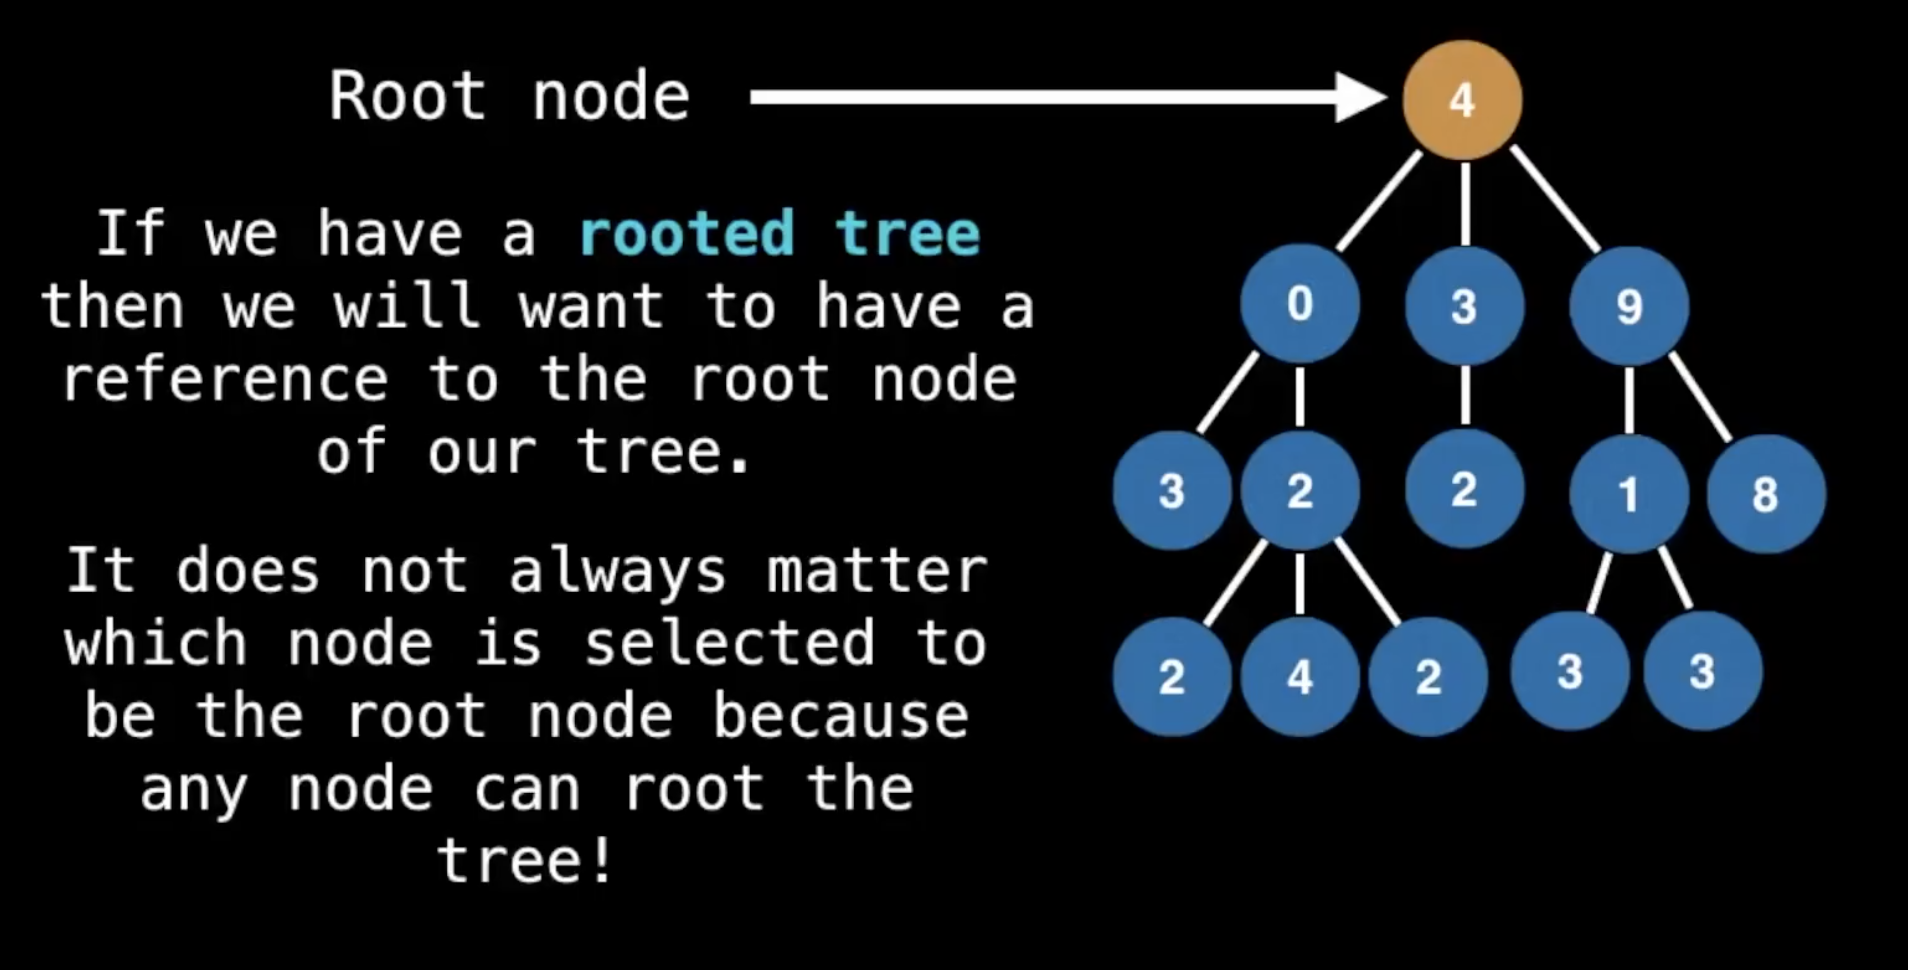 Root node
If we have a rooted tree
then we will want to have a
reference to the root node
of our tree.
It does not always matter
which node is selected to
be the root node because
any node can root the
tree!
4
0 3 9
3 2 2 1 8
2 4 2 3 3